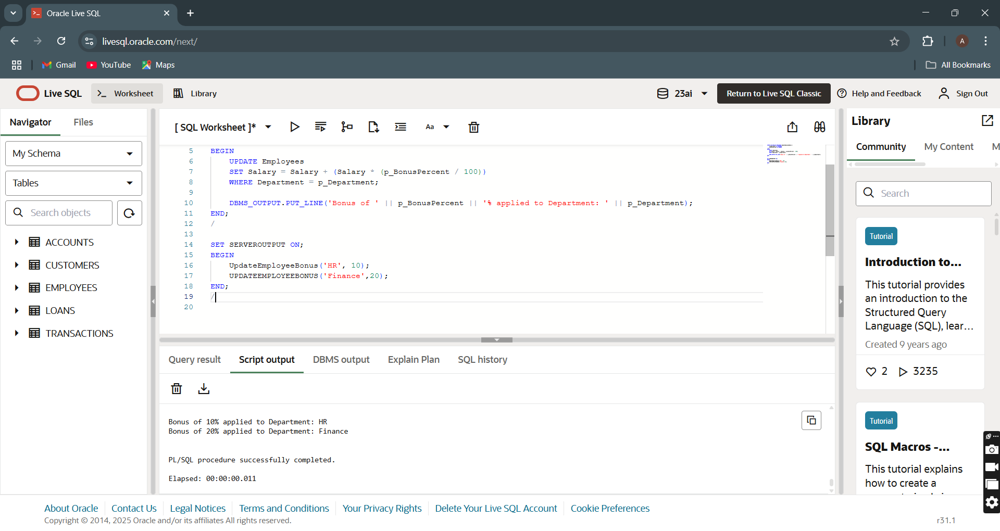 Oracle Live SQL
livesql.oracle.com/next/
A
Gmail
YouTube
Maps
All Bookmarks
Live SQL
Worksheet
Library
23ai
Return to Live SQL Classic
Help and Feedback
Sign Out
Navigator
Files
My Schema
Tables
Search objects
ACCOUNTS
CUSTOMERS
EMPLOYEES
LOANS
TRANSACTIONS
[ SQL Worksheet ]*
Aa
5 BEGIN
6 UPDATE Employees
7 SET Salary = Salary + (Salary * (p_BonusPercent / 100))
8 WHERE Department = p_Department;
9
10 DBMS_OUTPUT.PUT_LINE('Bonus of ' || p_BonusPercent || '% applied to Department: ' || p_Department);
11 END;
12 /
13
14 SET SERVEROUTPUT ON;
15 BEGIN
16 UpdateEmployeeBonus('HR', 10);
17 UPDATEEMPLOYEEBONUS('Finance',20);
18 END;
19 /
20
Query result
Script output
DBMS output
Explain Plan
SQL history
Bonus of 10% applied to Department: HR
Bonus of 20% applied to Department: Finance
PL/SQL procedure successfully completed.
Elapsed: 00:00:00.011
Library
Community
My Content
M
Search
Tutorial
Introduction to...
This tutorial provides
an introduction to the
Structured Query
Language (SQL), lear...
Created 9 years ago
2
3235
Tutorial
SQL Macros -...
This tutorial explains
how to create a
About Oracle
Contact Us
Legal Notices
Terms and Conditions
Your Privacy Rights
Delete Your Live SQL Account
Cookie Preferences
Copyright © 2014, 2025 Oracle and/or its affiliates All rights reserved.
r31.1